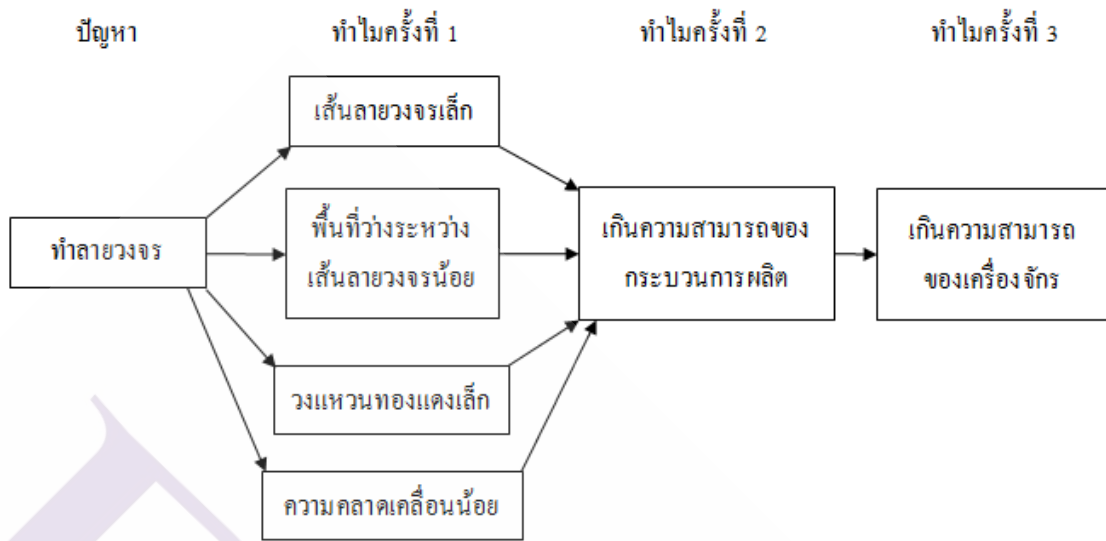 ปัญหา ทำไมครั้งที่ 1 ทำไมครั้งที่ 2 ทำไมครั้งที่ 3
เส้นลายวงจรเล็ก
ทำลายวงจร
พื้นที่ว่างระหว่าง
เส้นลายวงจรน้อย
เกินความสามารถของ
กระบวนการผลิต
เกินความสามารถ
ของเครื่องจักร
วงแหวนทองแดงเล็ก
ความคลาดเคลื่อนน้อย